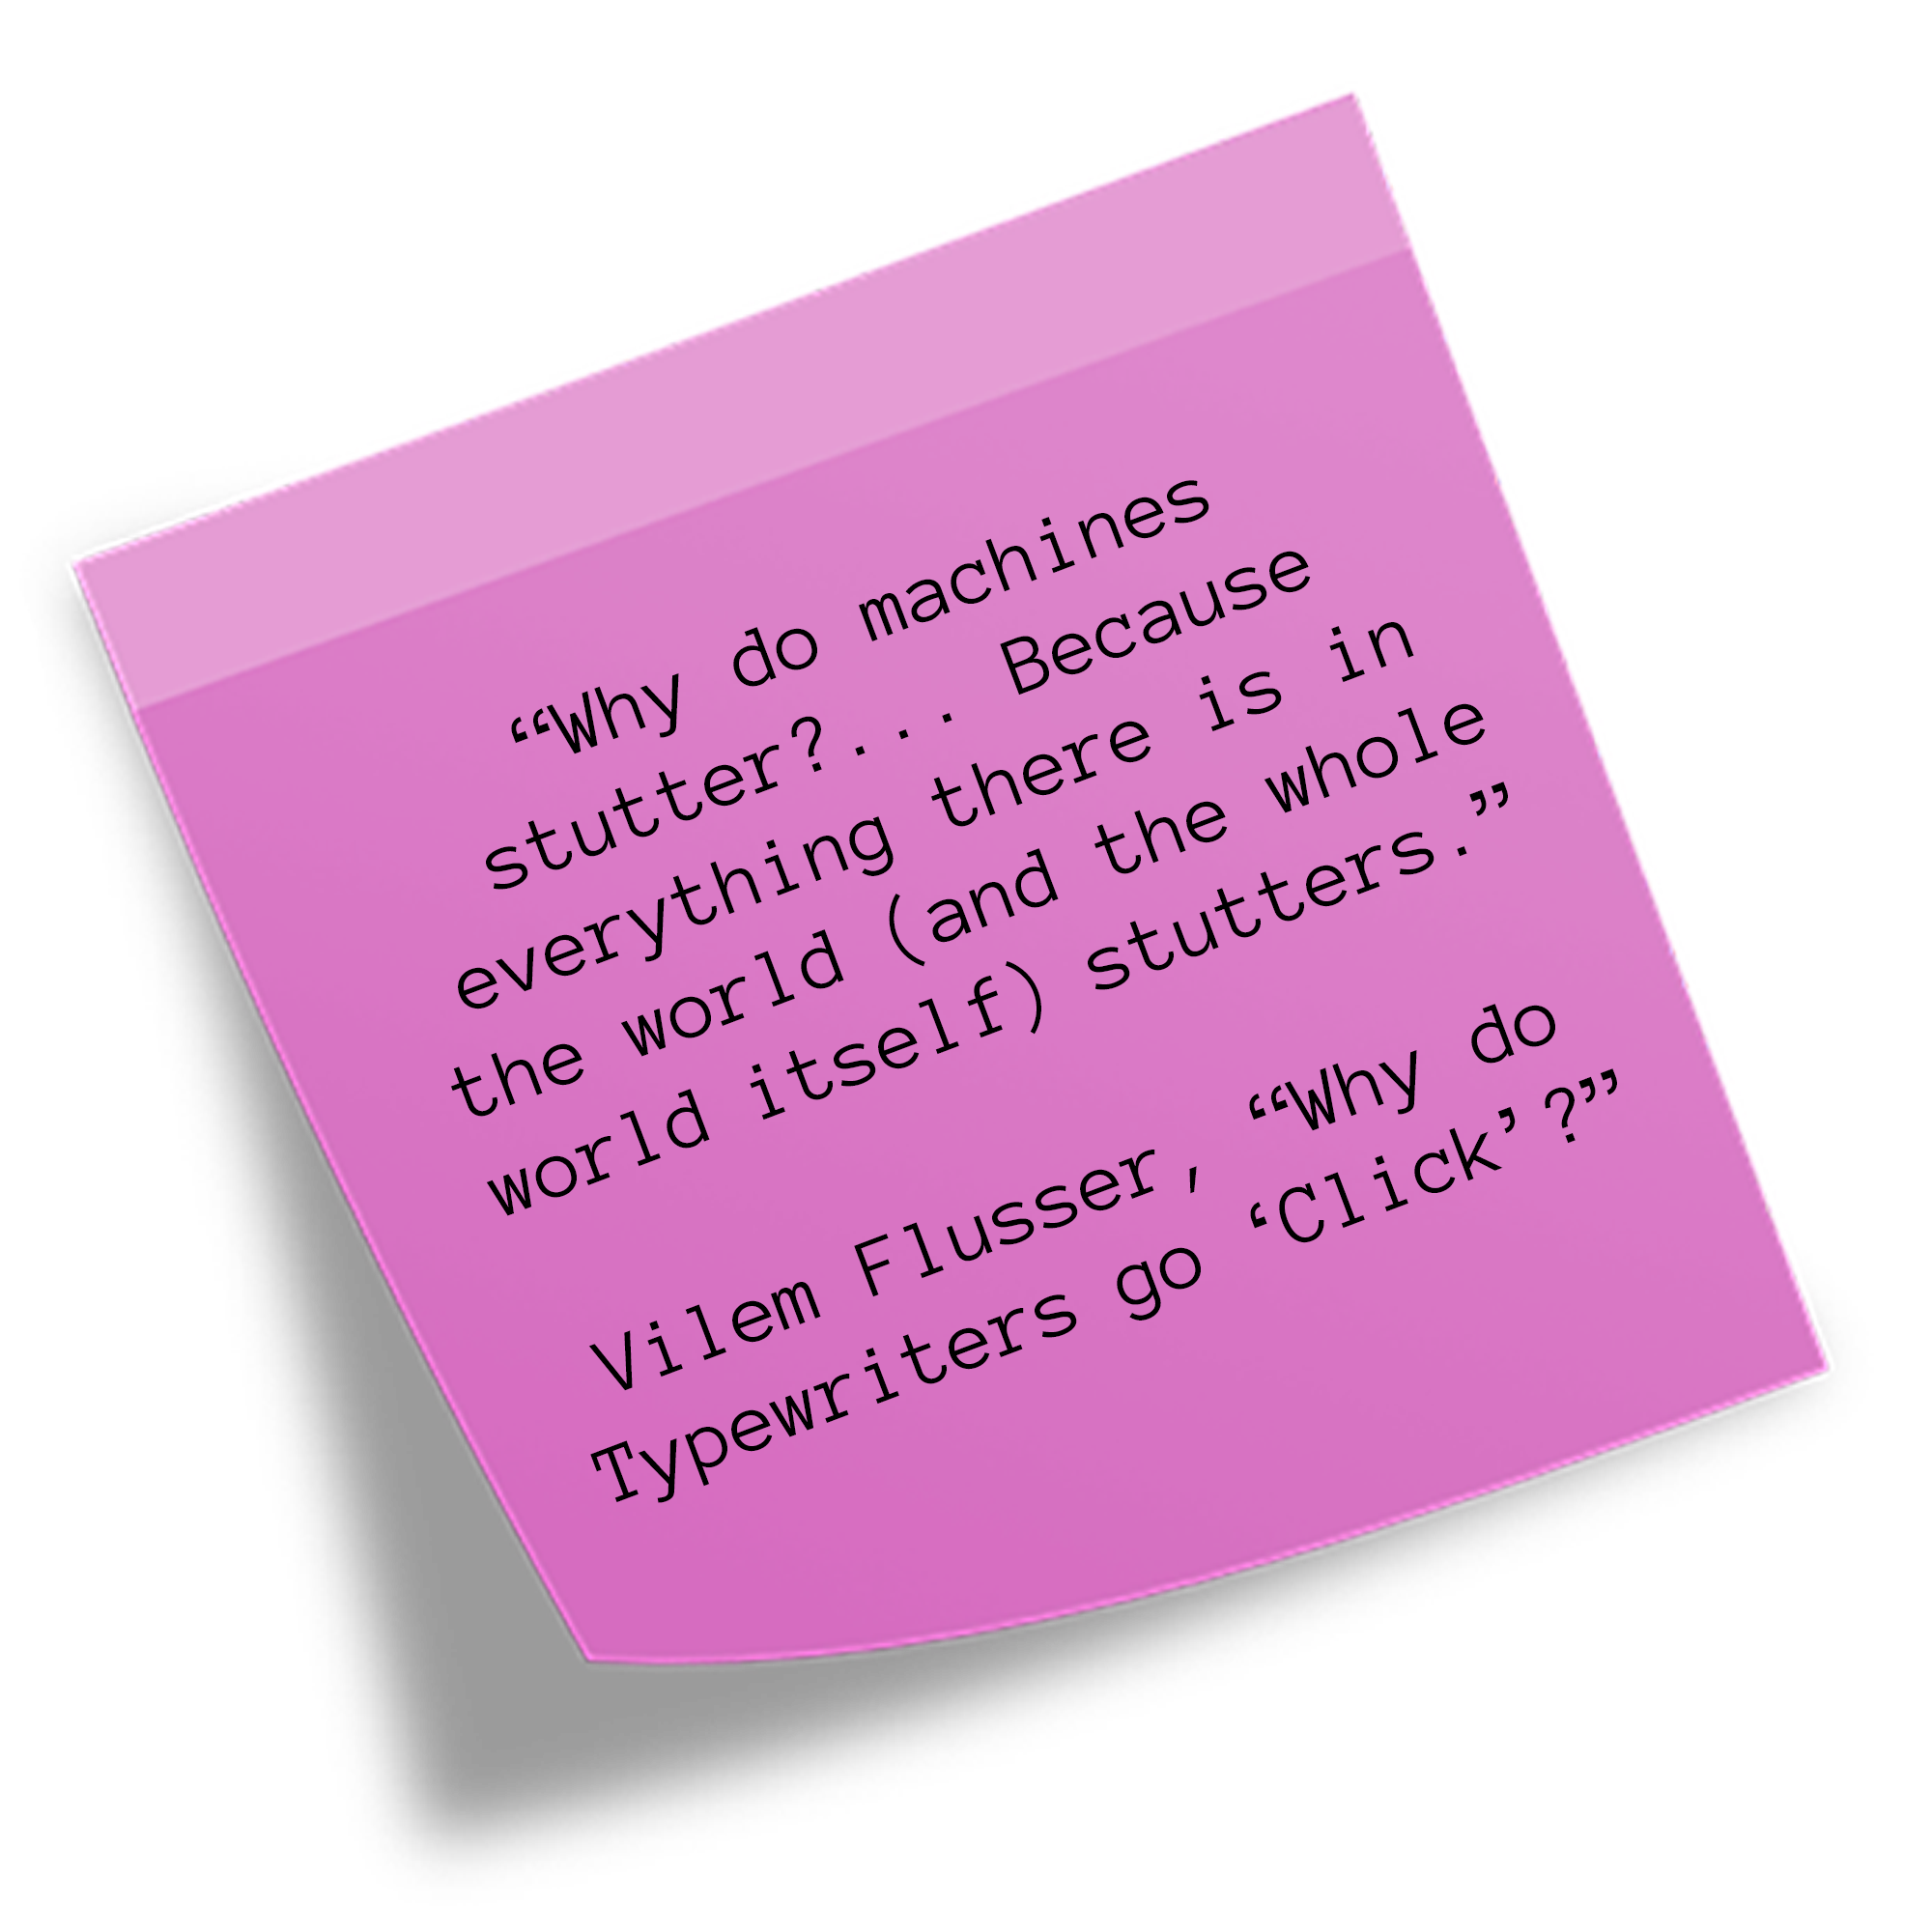 “Why do machines
stutter?... Because
everything there is in
the world (and the whole
world itself) stutters.”
Vilem Flusser, “Why do
Typewriters go ‘Click’?”